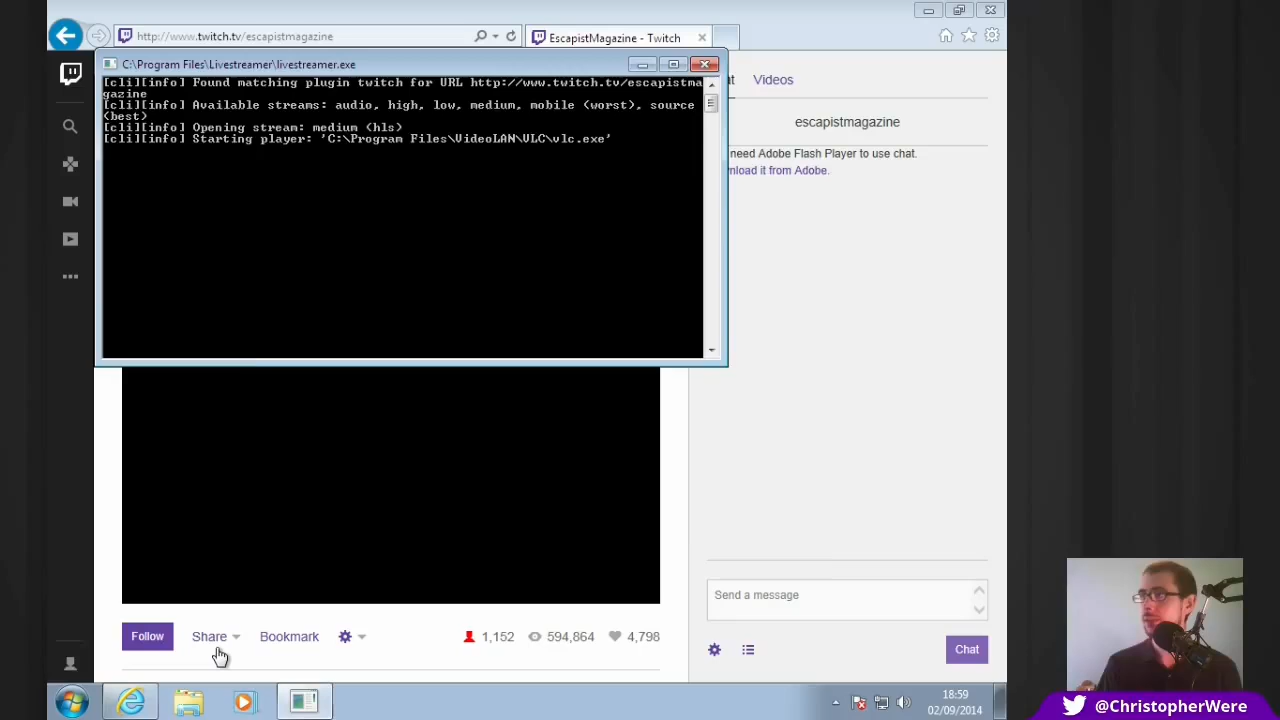 http://www.twitch.tv/escapistmagazine
EscapistMagazine - Twitch
C:\Program Files\Livestreamer\livestreamer.exe
[cli][info] Found matching plugin twitch for URL http://www.twitch.tv/escapistma
gazine
[cli][info] Available streams: audio, high, low, medium, mobile (worst), source
(best)
[cli][info] Opening stream: medium (hls)
[cli][info] Starting player: 'C:\Program Files\VideoLAN\VLC\vlc.exe'
Videos
escapistmagazine
need Adobe Flash Player to use chat.
nload it from Adobe.
Send a message
Follow
Share
Bookmark
1,152
594,864
4,798
Chat
18:59
02/09/2014
@ChristopherWere